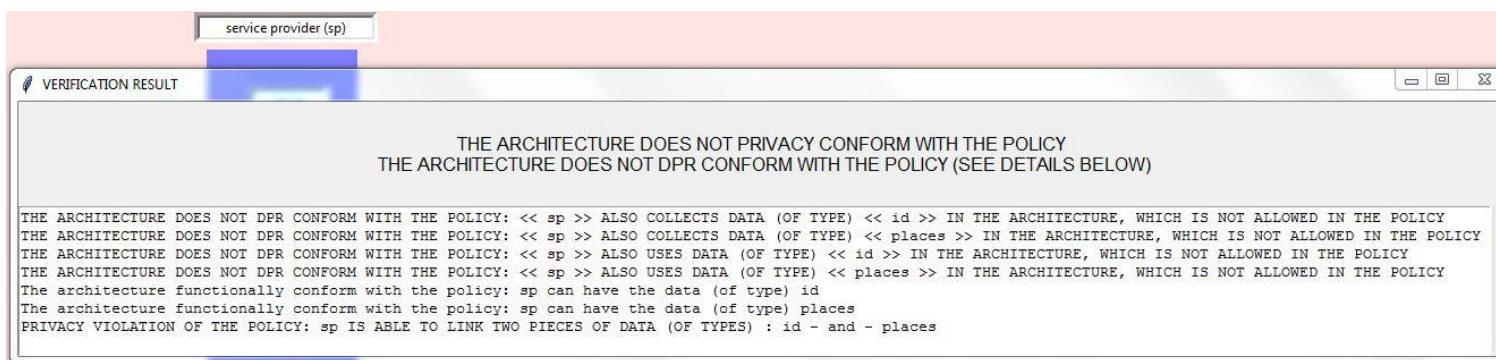 service provider (sp)
VERIFICATION RESULT
THE ARCHITECTURE DOES NOT PRIVACY CONFORM WITH THE POLICY
THE ARCHITECTURE DOES NOT DPR CONFORM WITH THE POLICY (SEE DETAILS BELOW)
THE ARCHITECTURE DOES NOT DPR CONFORM WITH THE POLICY: << sp >> ALSO COLLECTS DATA (OF TYPE) << id >> IN THE ARCHITECTURE, WHICH IS NOT ALLOWED IN THE POLICY
THE ARCHITECTURE DOES NOT DPR CONFORM WITH THE POLICY: << sp >> ALSO COLLECTS DATA (OF TYPE) << places >> IN THE ARCHITECTURE, WHICH IS NOT ALLOWED IN THE POLICY
THE ARCHITECTURE DOES NOT DPR CONFORM WITH THE POLICY: << sp >> ALSO USES DATA (OF TYPE) << id >> IN THE ARCHITECTURE, WHICH IS NOT ALLOWED IN THE POLICY
THE ARCHITECTURE DOES NOT DPR CONFORM WITH THE POLICY: << sp >> ALSO USES DATA (OF TYPE) << places >> IN THE ARCHITECTURE, WHICH IS NOT ALLOWED IN THE POLICY
The architecture functionally conform with the policy: sp can have the data (of type) id
The architecture functionally conform with the policy: sp can have the data (of type) places
PRIVACY VIOLATION OF THE POLICY: sp IS ABLE TO LINK TWO PIECES OF DATA (OF TYPES) : id - and - places